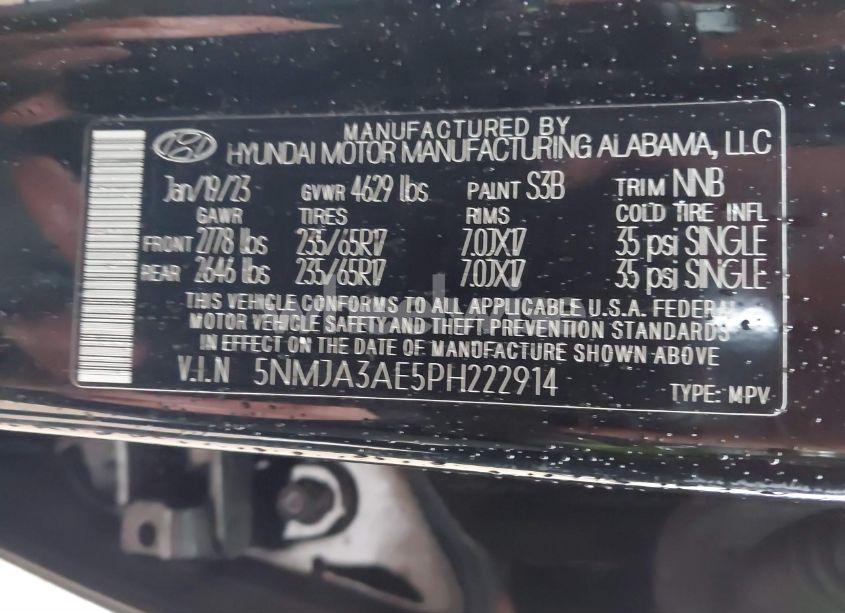 MANUFACTURED BY
HYUNDAI MOTOR MANUFACTURING ALABAMA, LLC
Jan/19/23 GVWR 4629 lbs PAINT S3B TRIM NNB
GAWR TIRES RIMS COLD TIRE INFL
FRONT 2778 lbs 235/65R17 7.0JX17 35 psi SINGLE
REAR 2646 lbs 235/65R17 7.0JX17 35 psi SINGLE
THIS VEHICLE CONFORMS TO ALL APPLICABLE U.S.A. FEDERAL
MOTOR VEHICLE SAFETY AND THEFT PREVENTION STANDARDS
IN EFFECT ON THE DATE OF MANUFACTURE SHOWN ABOVE
V.I.N 5NMJA3AE5PH222914 TYPE: MPV